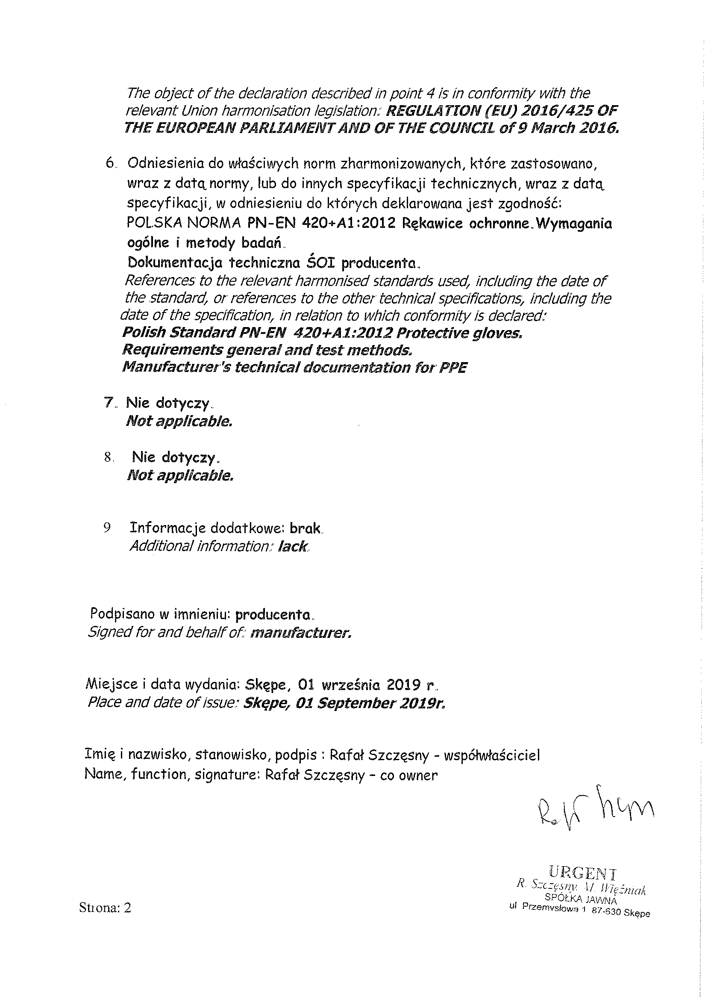 The object of the declaration described in point 4 is in conformity with the
relevant Union harmonisation legislation: REGULATION (EU) 2016/425 OF
THE EUROPEAN PARLIAMENT AND OF THE COUNCIL of 9 March 2016.
6. Odniesienia do właściwych norm zharmonizowanych, które zastosowano,
wraz z datą normy, lub do innych specyfikacji technicznych, wraz z datą
specyfikacji, w odniesieniu do których deklarowana jest zgodność:
POLSKA NORMA PN-EN 420+A1:2012 Rękawice ochronne. Wymagania
ogólne i metody badań.
Dokumentacja techniczna ŚOI producenta.
References to the relevant harmonised standards used, including the date of
the standard, or references to the other technical specifications, including the
date of the specification, in relation to which conformity is declared:
Polish Standard PN-EN 420+A1:2012 Protective gloves.
Requirements general and test methods.
Manufacturer's technical documentation for PPE
7. Nie dotyczy.
Not applicable.
8. Nie dotyczy.
Not applicable.
9 Informacje dodatkowe: brak.
Additional information: lack.
Podpisano w imnieniu: producenta.
Signed for and behalf of: manufacturer.
Miejsce i data wydania: Skępe, 01 września 2019 r.
Place and date of issue: Skępe, 01 September 2019r.
Imię i nazwisko, stanowisko, podpis : Rafał Szczęsny - współwłaściciel
Name, function, signature: Rafał Szczęsny - co owner
URGENT
R. Szczęsny, M. Więźniak
SPÓŁKA JAWNA
ul Przemysłowa 1 87-630 Skępe
Strona: 2